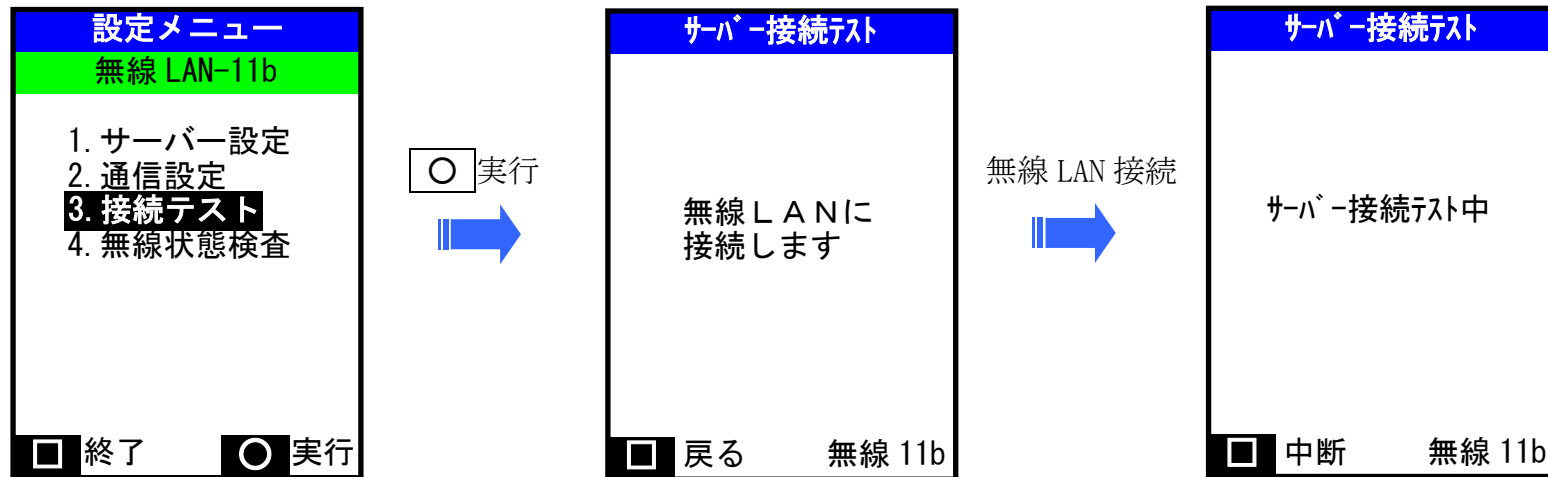 設定メニュー
無線 LAN-11b
1. サーバー設定
2. 通信設定
3. 接続テスト
4. 無線状態検査
□ 終了 ○ 実行
○ 実行
ｻｰﾊﾞｰ接続ﾃｽﾄ
無線ＬＡＮに
接続します
□ 戻る 無線 11b
無線 LAN 接続
ｻｰﾊﾞｰ接続ﾃｽﾄ
ｻｰﾊﾞｰ接続ﾃｽﾄ中
□ 中断 無線 11b